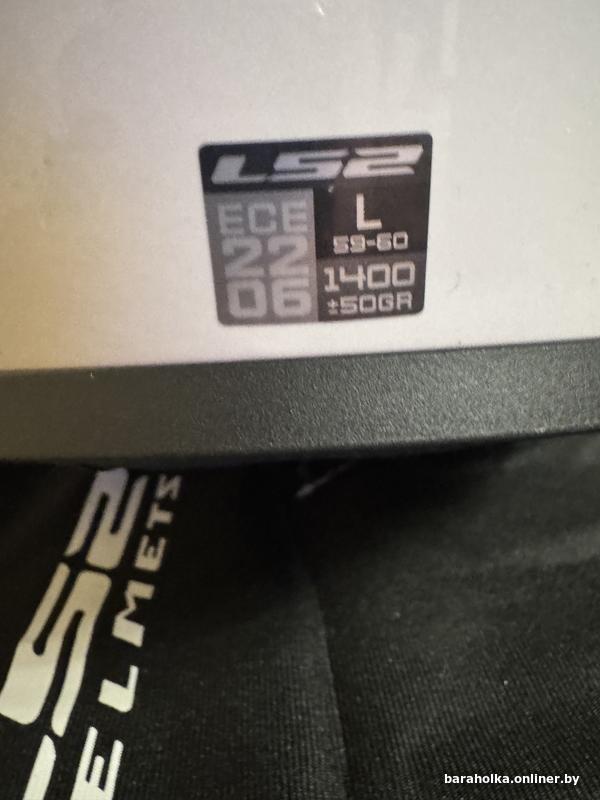 LS2
ECE
22
06
L
59-60
1400
±50GR
LS2
HELMETS
baraholka.onliner.by